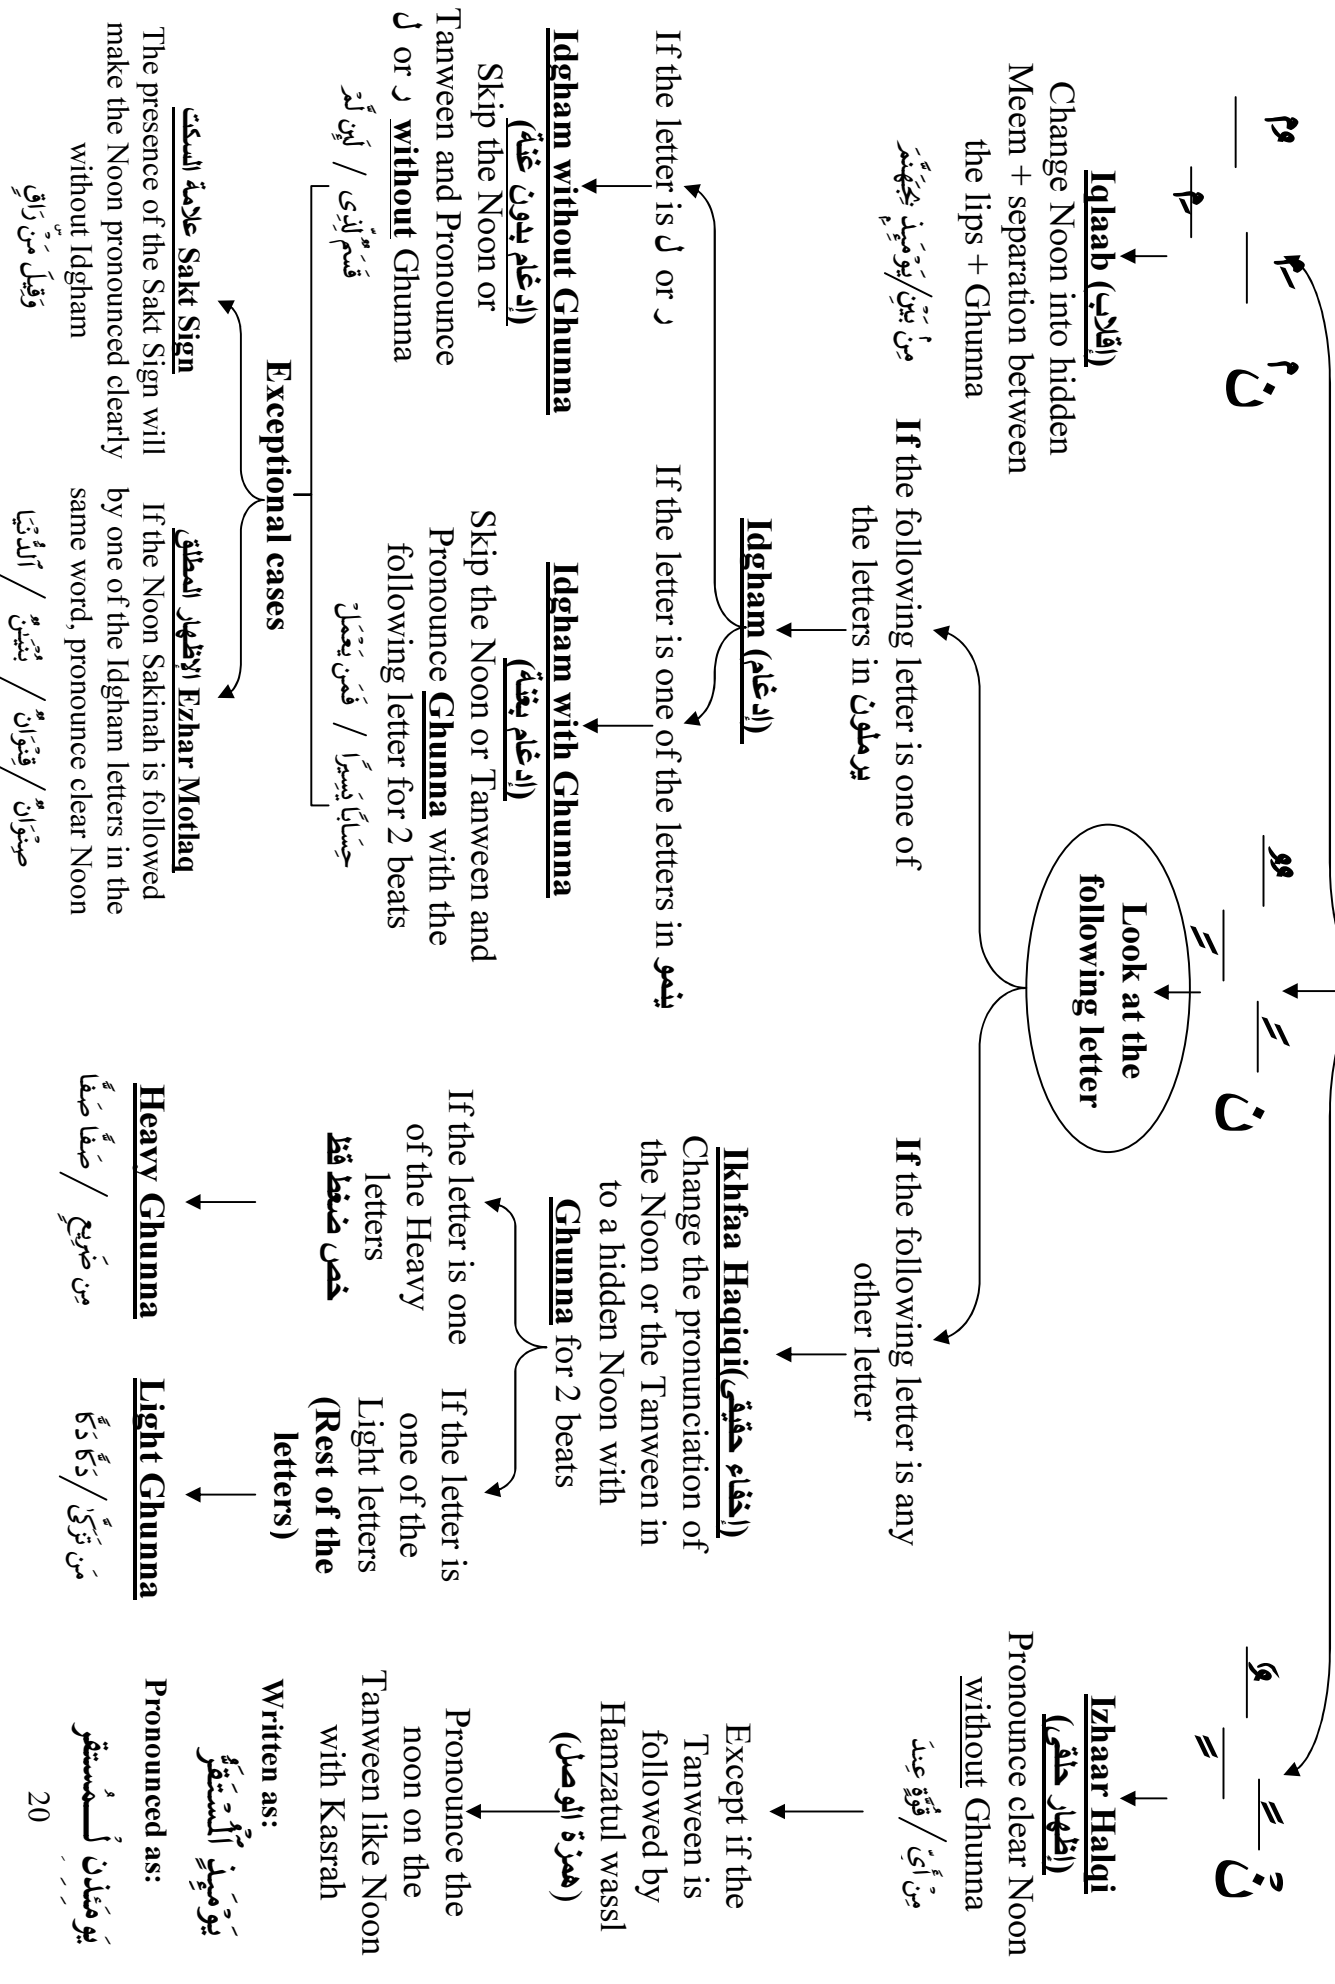 ن
Look at the
following letter
ن
ن
Iqlaab (إقلاب)
Change Noon into hidden
Meem + separation between
the lips + Ghunna
مِنۢ بَيۡنِ / يَوۡمَئِذِۭ بِجَهَنَّمَ
If the following letter is one of
the letters in يرملون
Idgham (إدغام)
If the letter is ل or ر
Idgham without Ghunna
(إدغام بدون غنة)
Skip the Noon or
Tanween and Pronounce
ل or ر without Ghunna
قَسَمٞ لِّذِي / لَئِن لَّمۡ
If the letter is one of the letters in ينمو
Idgham with Ghunna
(إدغام بغنة)
Skip the Noon or Tanween and
Pronounce Ghunna with the
following letter for 2 beats
حِسَابٗا يَسِيرٗا / فَمَن يَعۡمَلۡ
Exceptional cases
علامة السكت Sakt Sign
The presence of the Sakt Sign will
make the Noon pronounced clearly
without Idgham
وَقِيلَ مَنۡۜ رَاقٖ
الإظهار المطلق Ezhar Motlaq
If the Noon Sakinah is followed
by one of the Idgham letters in the
same word, pronounce clear Noon
صِنۡوَانٞ / قِنۡوَانٞ / بُنۡيَٰنٞ / ٱلدُّنۡيَا
If the following letter is any
other letter
Ikhfaa Haqiqi(إخفاء حقيقى)
Change the pronunciation of
the Noon or the Tanween in
to a hidden Noon with
Ghunna for 2 beats
If the letter is one
of the Heavy
letters
خص ضغط قظ
Heavy Ghunna
مِن ضَرِيعٖ / صَفّٗا صَفّٗا
If the letter is
one of the
Light letters
(Rest of the
letters)
Light Ghunna
مَن تَزَكَّىٰ / دَكّٗا دَكّٗا
Izhaar Halqi
(إظهار حلقى)
Pronounce clear Noon
without Ghunna
مِنۡ أَيِّ / قُوَّةٍ عِندَ
Except if the
Tanween is
followed by
Hamzatul wassl
(همزة الوصل)
Pronounce the
noon on the
Tanween like Noon
with Kasrah
Written as:
يَوۡمَئِذٍ ٱلۡمُسۡتَقَرُّ
Pronounced as:
يَومَئِذِنِ لـــمُستقر
20